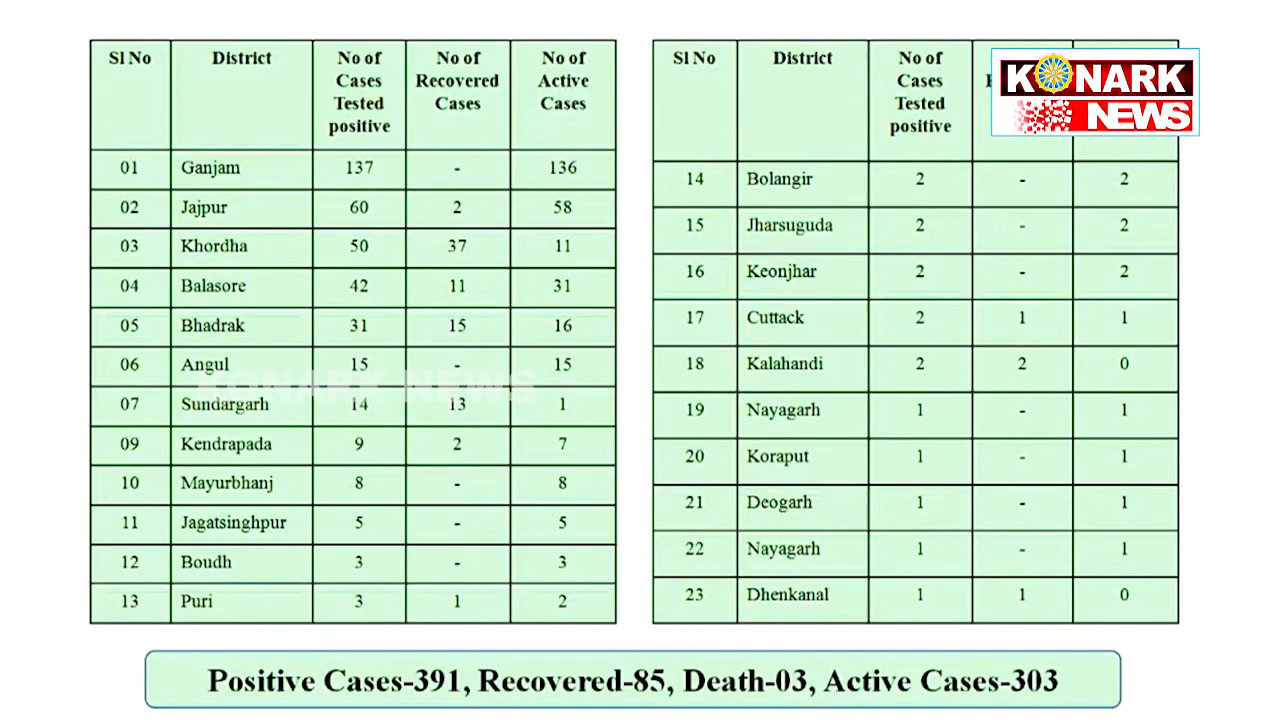 Sl No District No of Cases Tested positive No of Recovered Cases No of Active Cases
01 Ganjam 137 - 136
02 Jajpur 60 2 58
03 Khordha 50 37 11
04 Balasore 42 11 31
05 Bhadrak 31 15 16
06 Angul 15 - 15
07 Sundargarh 14 13 1
09 Kendrapada 9 2 7
10 Mayurbhanj 8 - 8
11 Jagatsinghpur 5 - 5
12 Boudh 3 - 3
13 Puri 3 1 2
Sl No District No of Cases Tested positive
14 Bolangir 2 - 2
15 Jharsuguda 2 - 2
16 Keonjhar 2 - 2
17 Cuttack 2 1 1
18 Kalahandi 2 2 0
19 Nayagarh 1 - 1
20 Koraput 1 - 1
21 Deogarh 1 - 1
22 Nayagarh 1 - 1
23 Dhenkanal 1 1 0
KONARK
NEWS
KONARK NEWS
Positive Cases-391, Recovered-85, Death-03, Active Cases-303